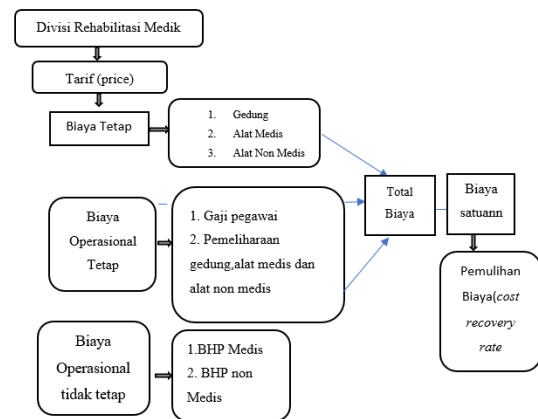 Divisi Rehabilitasi Medik
Tarif (price)
Biaya Tetap
1. Gedung
2. Alat Medis
3. Alat Non Medis
Biaya
Operasional
Tetap
1. Gaji pegawai
2. Pemeliharaan
gedung,alat medis dan
alat non medis
Total
Biaya
Biaya
satuann
Pemulihan
Biaya(cost
recovery
rate
Biaya
Operasional
tidak tetap
1.BHP Medis
2. BHP non
Medis